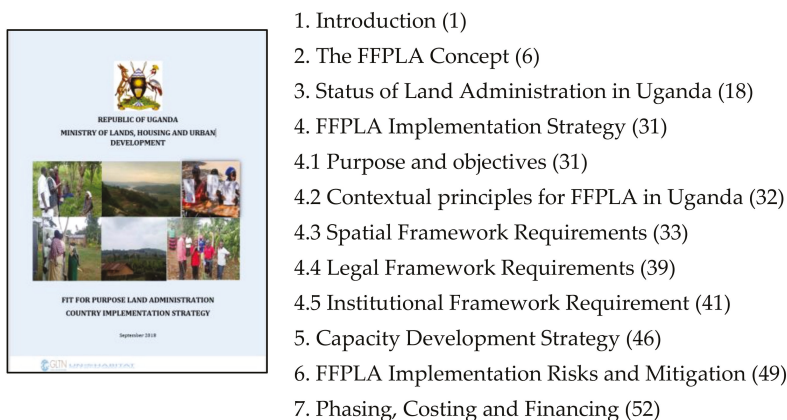 REPUBLIC OF UGANDA
MINISTRY OF LANDS, HOUSING AND URBAN
DEVELOPMENT
FIT FOR PURPOSE LAND ADMINISTRATION
COUNTRY IMPLEMENTATION STRATEGY
September 2018
GLTN UN-HABITAT
1. Introduction (1)
2. The FFPLA Concept (6)
3. Status of Land Administration in Uganda (18)
4. FFPLA Implementation Strategy (31)
4.1 Purpose and objectives (31)
4.2 Contextual principles for FFPLA in Uganda (32)
4.3 Spatial Framework Requirements (33)
4.4 Legal Framework Requirements (39)
4.5 Institutional Framework Requirement (41)
5. Capacity Development Strategy (46)
6. FFPLA Implementation Risks and Mitigation (49)
7. Phasing, Costing and Financing (52)